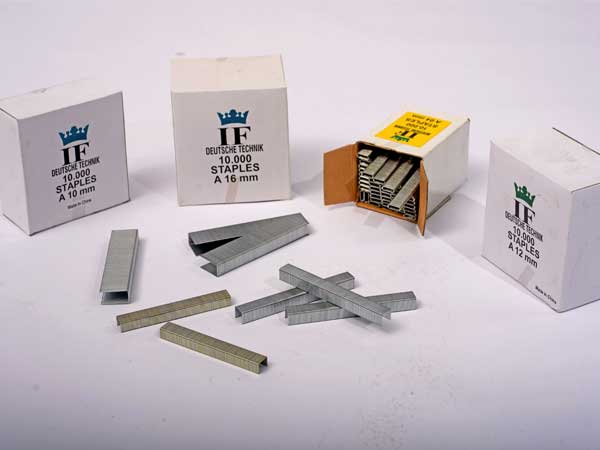 IF
DEUTSCHE TECHNIK
10.000
STAPLES
A 10 mm
Made in China
IF
DEUTSCHE TECHNIK
10.000
STAPLES
A 16 mm
IF
10.000
STAPLES
IF
DEUTSCHE TECHNIK
10.000
STAPLES
A 12 mm
Made in China